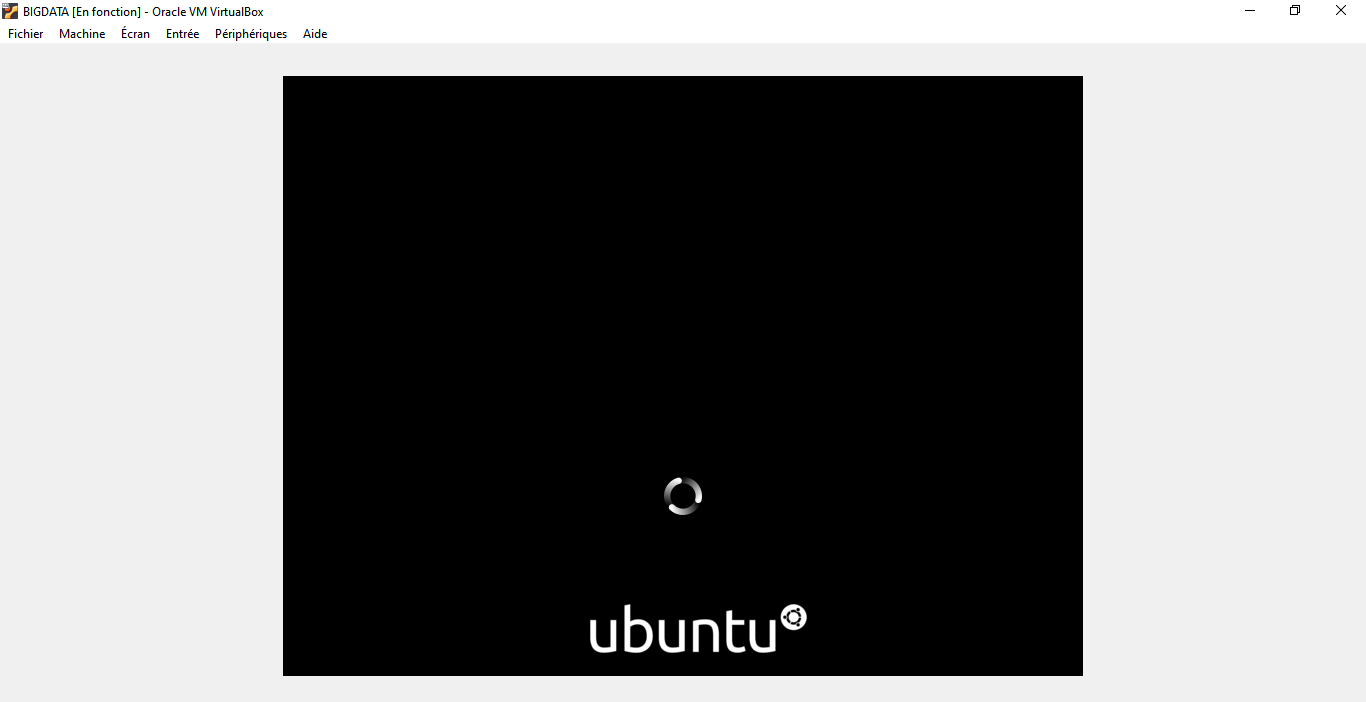 BIGDATA [En fonction] - Oracle VM VirtualBox
Fichier Machine Écran Entrée Périphériques Aide
ubuntu